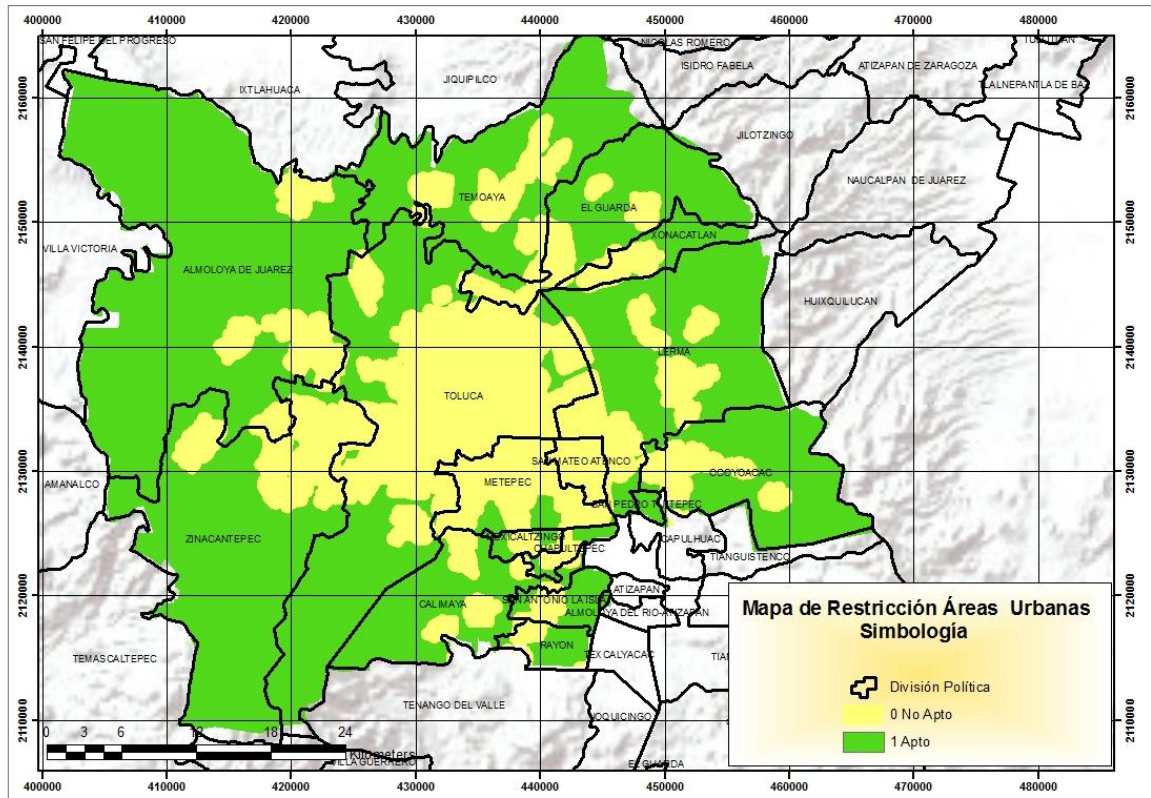 400000 410000 420000 430000 440000 450000 460000 470000 480000
SAN FELIPE DEL PROGRESO
NICOLAS ROMERO
ISIDRO FABELA
ATIZAPAN DE ZARAGOZA
IXTLAHUACA
JIQUIPILCO
TLALNEPANTLA DE BAZ
2160000 2160000
JILOTZINGO
NAUCALPAN DE JUAREZ
TEMOAYA
EL GUARDA
2150000 2150000
XONACATLAN
VILLA VICTORIA
ALMOLOYA DE JUAREZ
HUIXQUILUCAN
2140000 2140000
LERMA
TOLUCA
SAN MATEO ATENCO
OCOYOACAC
2130000 2130000
AMANALCO
METEPEC
SAN PEDRO TULTEPEC
ZINACANTEPEC
MEXICALTZINGO
CHAPULTEPEC
CAPULHUAC
TIANGUISTENCO
2120000 2120000
CALIMAYA
SAN ANTONIO LA ISLA
ATIZAPAN
ALMOLOYA DEL RIO-ATIZAPAN
RAYON
TEXCALYACAC
TIAN
TEMASCALTEPEC
TENANGO DEL VALLE
JOQUICINGO
2110000 2110000
EL GUARDA
VILLA GUERRERO
0 3 6 12 18 24
Kilometers
Mapa de Restricción Áreas Urbanas
Simbología
División Política
0 No Apto
1 Apto
400000 410000 420000 430000 440000 450000 460000 470000 480000